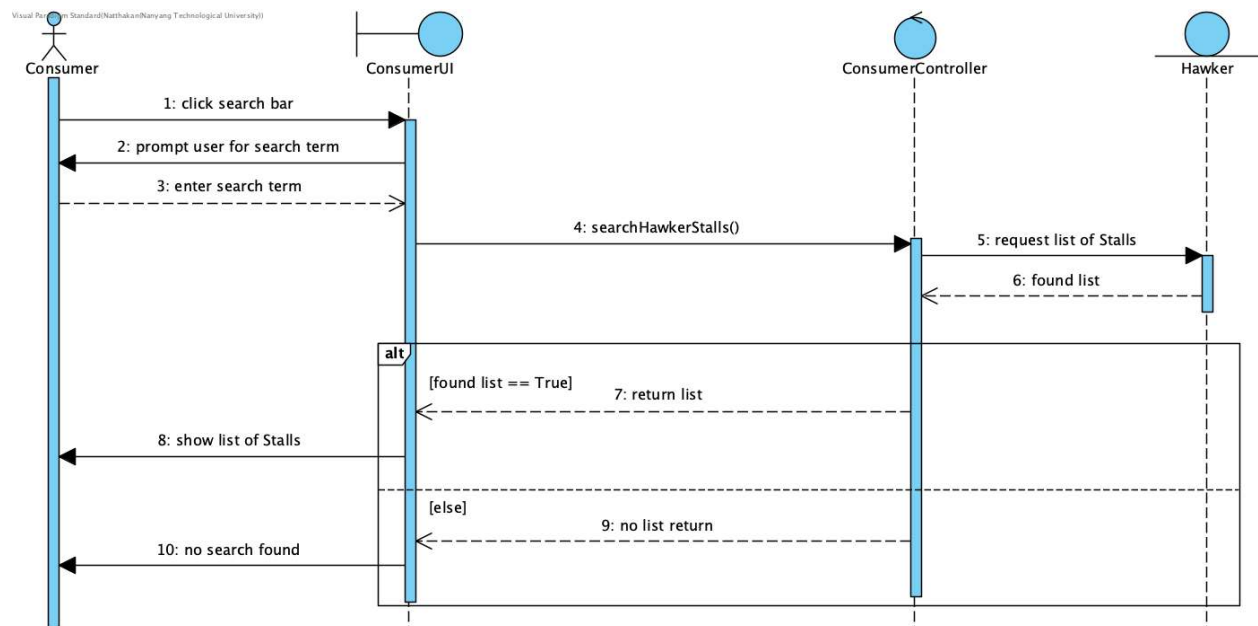 Visual Paradigm Standard(Natthakan(Nanyang Technological University))
Consumer
ConsumerUI
ConsumerController
Hawker
1: click search bar
2: prompt user for search term
3: enter search term
4: searchHawkerStalls()
5: request list of Stalls
6: found list
alt
[found list == True]
7: return list
8: show list of Stalls
[else]
9: no list return
10: no search found